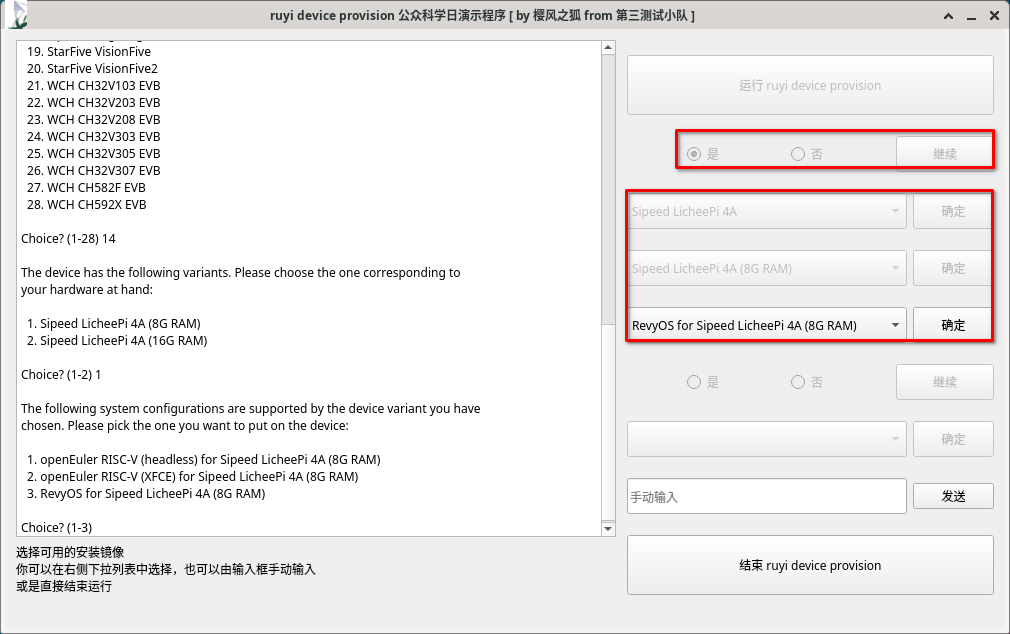 ruyi device provision 公众科学日演示程序 [ by 樱风之狐 from 第三测试小队 ]
19. StarFive VisionFive
20. StarFive VisionFive2
21. WCH CH32V103 EVB
22. WCH CH32V203 EVB
23. WCH CH32V208 EVB
24. WCH CH32V303 EVB
25. WCH CH32V305 EVB
26. WCH CH32V307 EVB
27. WCH CH582F EVB
28. WCH CH592X EVB
Choice? (1-28) 14
The device has the following variants. Please choose the one corresponding to
your hardware at hand:
1. Sipeed LicheePi 4A (8G RAM)
2. Sipeed LicheePi 4A (16G RAM)
Choice? (1-2) 1
The following system configurations are supported by the device variant you have
chosen. Please pick the one you want to put on the device:
1. openEuler RISC-V (headless) for Sipeed LicheePi 4A (8G RAM)
2. openEuler RISC-V (XFCE) for Sipeed LicheePi 4A (8G RAM)
3. RevyOS for Sipeed LicheePi 4A (8G RAM)
Choice? (1-3)
选择可用的安装镜像
你可以在右侧下拉列表中选择，也可以由输入框手动输入
或是直接结束运行
运行 ruyi device provision
是 否 继续
Sipeed LicheePi 4A 确定
Sipeed LicheePi 4A (8G RAM) 确定
RevyOS for Sipeed LicheePi 4A (8G RAM) 确定
是 否 继续
确定
手动输入 发送
结束 ruyi device provision